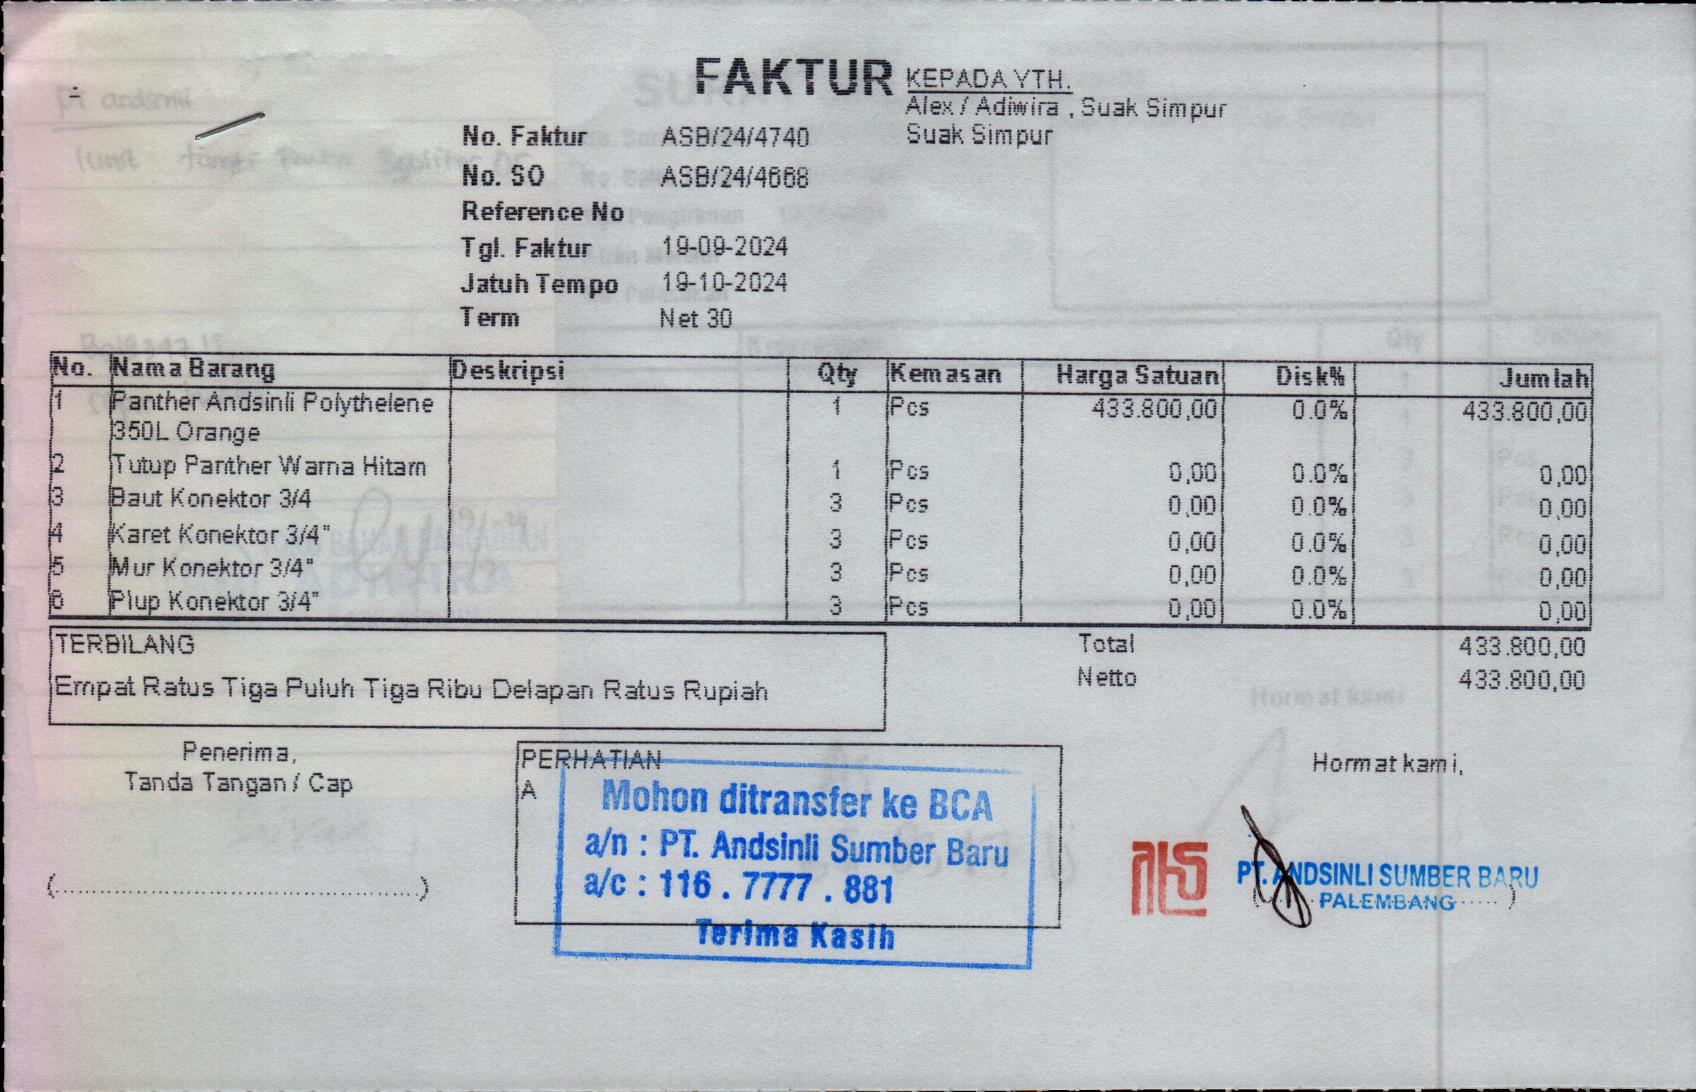 FAKTUR
KEPADA YTH.
Alex / Adiwira , Suak Simpur
Suak Simpur
No. Faktur ASB/24/4740
No. SO ASB/24/4668
Reference No
Tgl. Faktur 19-09-2024
Jatuh Tempo 19-10-2024
Term Net 30
No. Nama Barang Deskripsi Qty Kemasan Harga Satuan Disk% Jumlah
1 Panther Andsinli Polythelene 1 Pcs 433.800,00 0.0% 433.800,00
350L Orange
2 Tutup Panther Warna Hitam 1 Pcs 0,00 0.0% 0,00
3 Baut Konektor 3/4 3 Pcs 0,00 0.0% 0,00
4 Karet Konektor 3/4" 3 Pcs 0,00 0.0% 0,00
5 Mur Konektor 3/4" 3 Pcs 0,00 0.0% 0,00
6 Plup Konektor 3/4" 3 Pcs 0,00 0.0% 0,00
TERBILANG
Empat Ratus Tiga Puluh Tiga Ribu Delapan Ratus Rupiah
Total 433.800,00
Netto 433.800,00
Penerima,
Tanda Tangan / Cap
(..........................................)
PERHATIAN
A
Mohon ditransfer ke BCA
a/n : PT. Andsinli Sumber Baru
a/c : 116 . 7777 . 881
Terima Kasih
Hormat kami,
PT. ANDSINLI SUMBER BARU
PALEMBANG